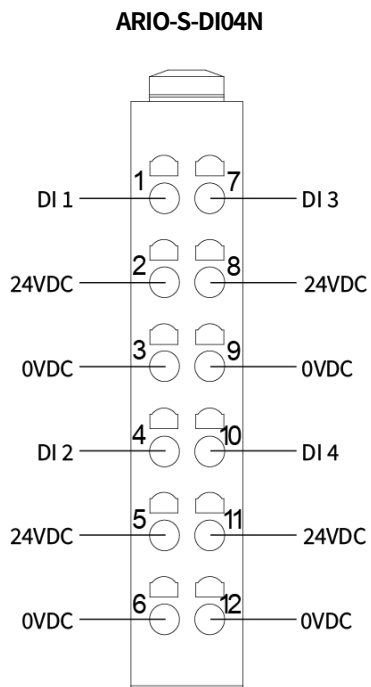 ARIO-S-DI04N
DI 1 1 7 DI 3
24VDC 2 8 24VDC
0VDC 3 9 0VDC
DI 2 4 10 DI 4
24VDC 5 11 24VDC
0VDC 6 12 0VDC